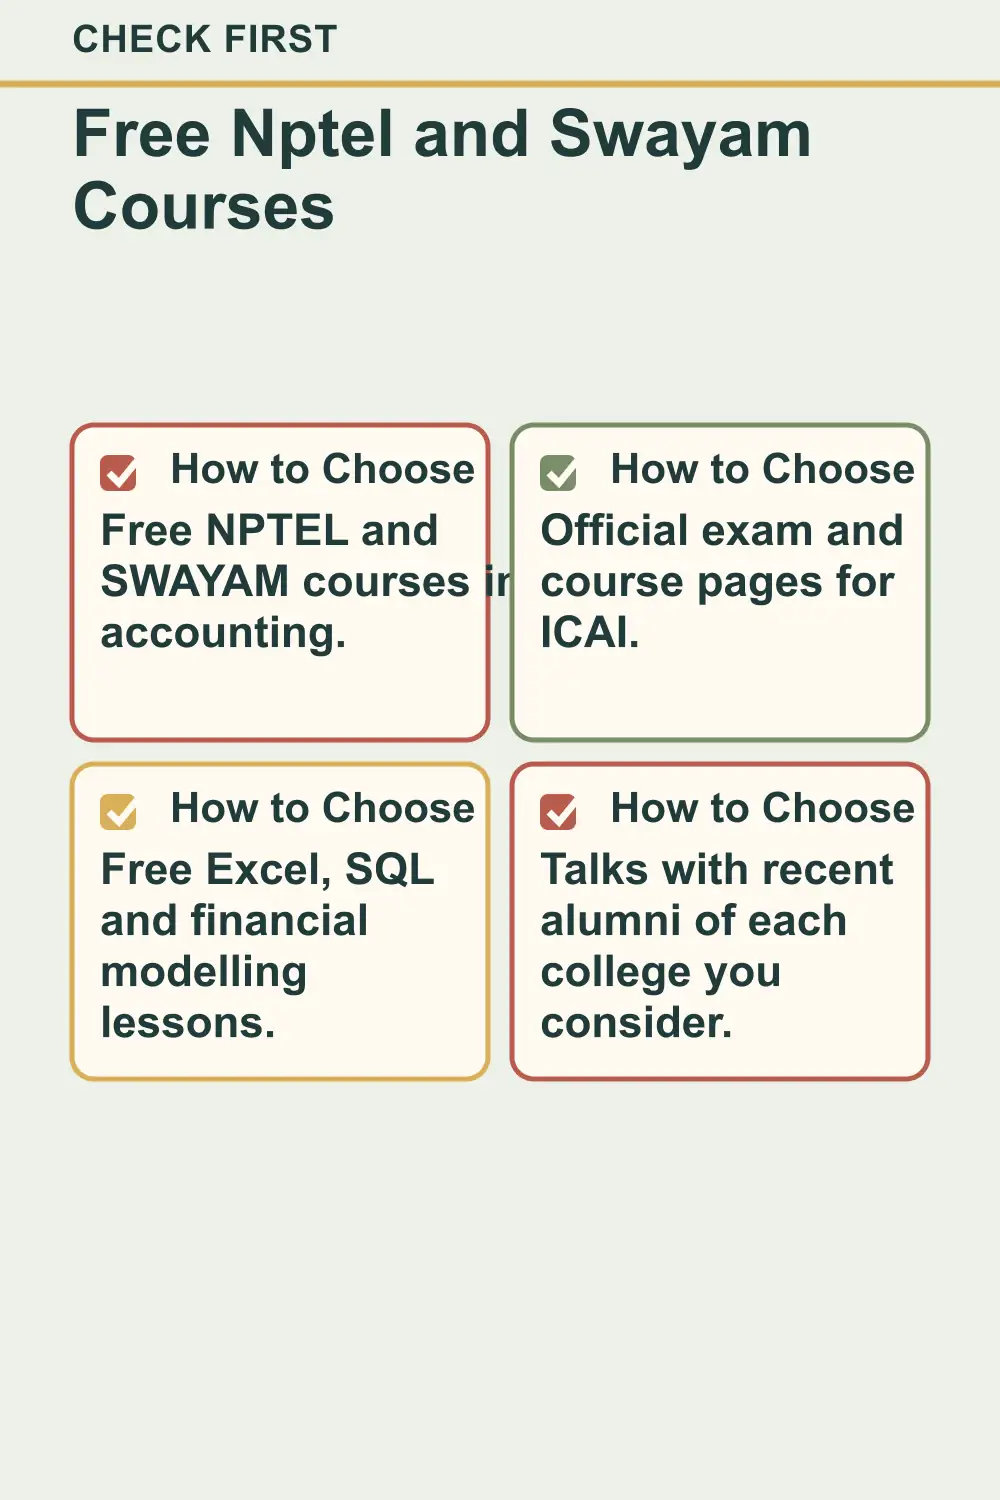 CHECK FIRST
Free Nptel and Swayam
Courses
How to Choose
Free NPTEL and
SWAYAM courses in
accounting.
How to Choose
Official exam and
course pages for
ICAI.
How to Choose
Free Excel, SQL
and financial
modelling
lessons.
How to Choose
Talks with recent
alumni of each
college you
consider.